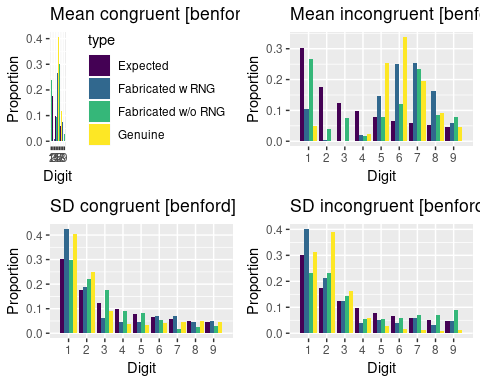 Mean congruent [benfor
Proportion
0.4
0.3
0.2
0.1
0.0
Digit
type
Expected
Fabricated w RNG
Fabricated w/o RNG
Genuine
Mean incongruent [benf
Proportion
0.3
0.2
0.1
0.0
1 2 3 4 5 6 7 8 9
Digit
SD congruent [benford]
Proportion
0.4
0.3
0.2
0.1
0.0
1 2 3 4 5 6 7 8 9
Digit
SD incongruent [benford
Proportion
0.4
0.3
0.2
0.1
0.0
1 2 3 4 5 6 7 8 9
Digit